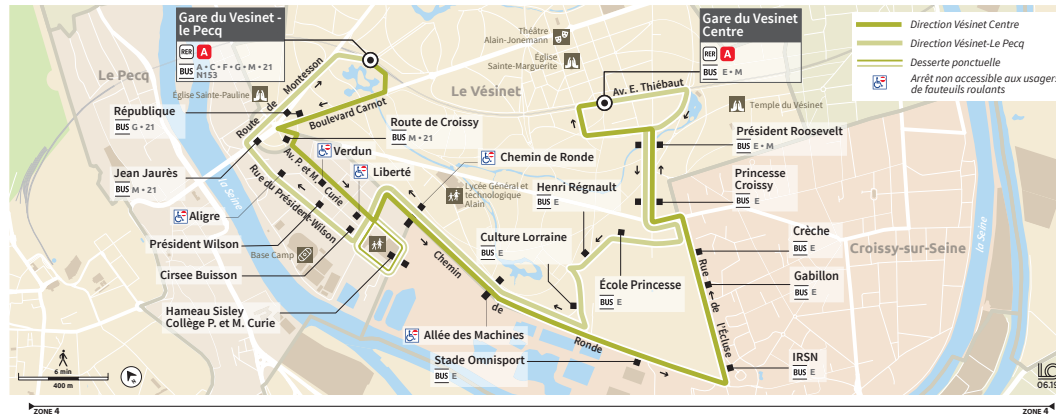 Gare du Vesinet -
le Pecq
RER A
BUS A • C • F • G • M • 21
N153
Gare du Vesinet
Centre
RER A
BUS E • M
Direction Vésinet Centre
Direction Vésinet-Le Pecq
Desserte ponctuelle
Arrêt non accessible aux usagers
de fauteuils roulants
Théâtre
Alain-Jonemann
Église
Sainte-Marguerite
Le Pecq
Le Vésinet
Église Sainte-Pauline
Route de Montesson
Boulevard Carnot
Av. E. Thiébaut
Temple du Vésinet
République
BUS G • 21
Route de Croissy
BUS M • 21
Président Roosevelt
BUS E • M
Verdun
Chemin de Ronde
Jean Jaurès
BUS M • 21
Av. P. et M. Curie
Liberté
Lycée Général et
technologique
Alain
Henri Régnault
BUS E
Princesse
Croissy
BUS E
la Seine
Rue du Président-Wilson
Aligre
Président Wilson
Base Camp
Culture Lorraine
BUS E
Crèche
BUS E
Croissy-sur-Seine
la Seine
Cirsee Buisson
École Princesse
BUS E
Gabillon
BUS E
Hameau Sisley
Collège P. et M. Curie
Chemin de Ronde
Rue de l'Écluse
Allée des Machines
Stade Omnisport
BUS E
IRSN
BUS E
6 min
400 m
LC
06.19
ZONE 4
ZONE 4